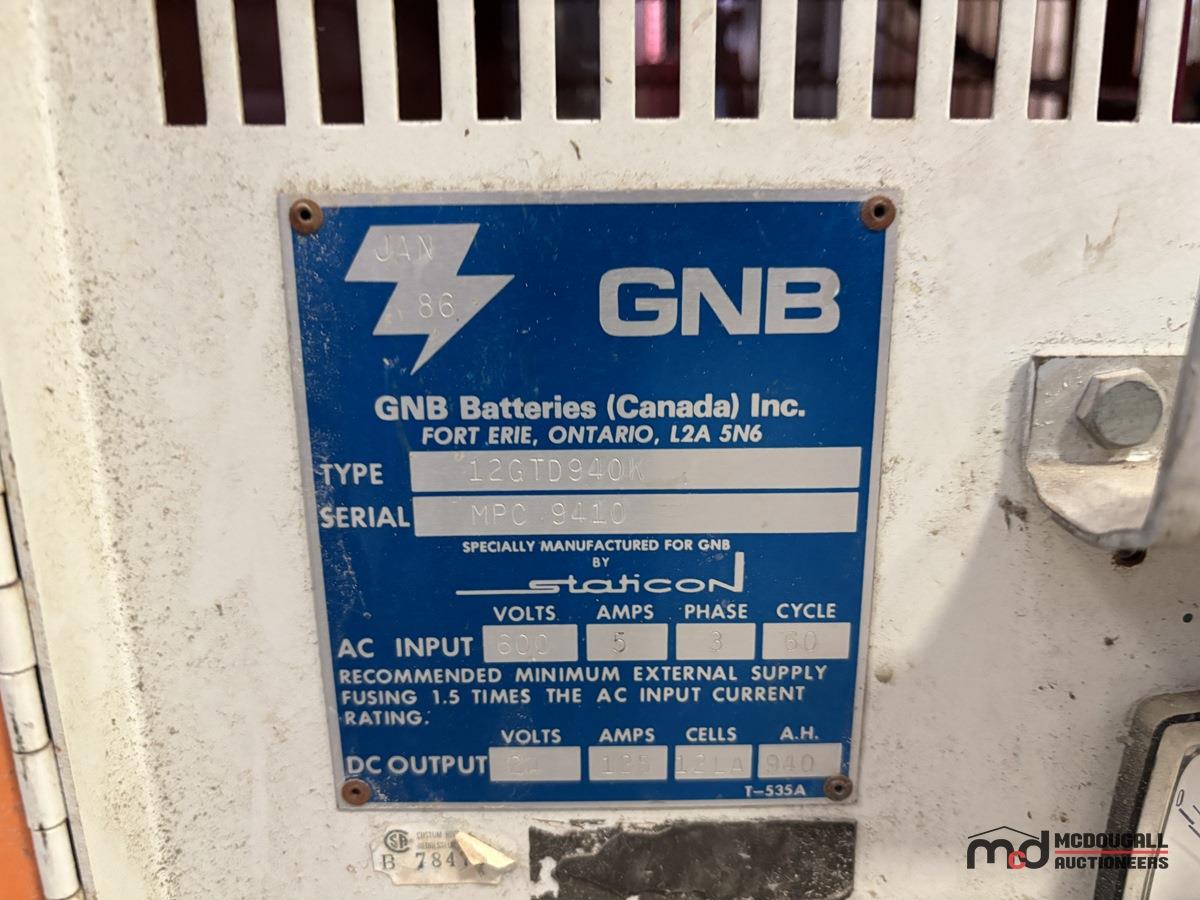 JAN
86
GNB
GNB Batteries (Canada) Inc.
FORT ERIE, ONTARIO, L2A 5N6
TYPE 12GTD940K
SERIAL MPC 9410
SPECIALLY MANUFACTURED FOR GNB
BY
staticon
VOLTS AMPS PHASE CYCLE
AC INPUT 600 5 3 60
RECOMMENDED MINIMUM EXTERNAL SUPPLY
FUSING 1.5 TIMES THE AC INPUT CURRENT
RATING.
VOLTS AMPS CELLS A.H.
DC OUTPUT 12LA 940
T-535A
B
mcd MCDOUGALL
AUCTIONEERS